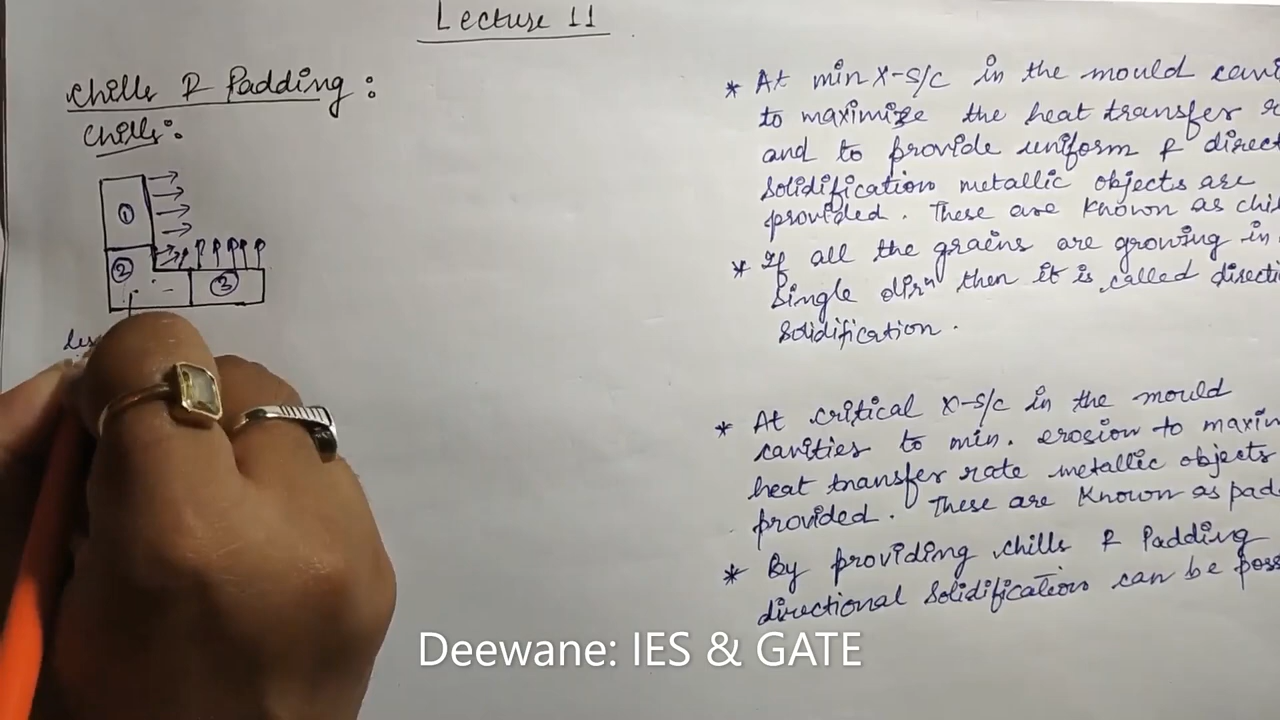 Lecture 11
Chills & Padding :
Chills:
1
2
3
* At min X-S/C in the mould
to maximize the heat transfer
and to provide uniform &
Solidification metallic objects are
provided. These are known as
* If all the grains are growing in
Single dirn then it is called
Solidification.
* At critical X-S/C in the mould
cavities to min. erosion to
heat transfer rate metallic objects
provided. These are known as
* By providing chills & Padding
directional Solidification can be
Deewane: IES & GATE